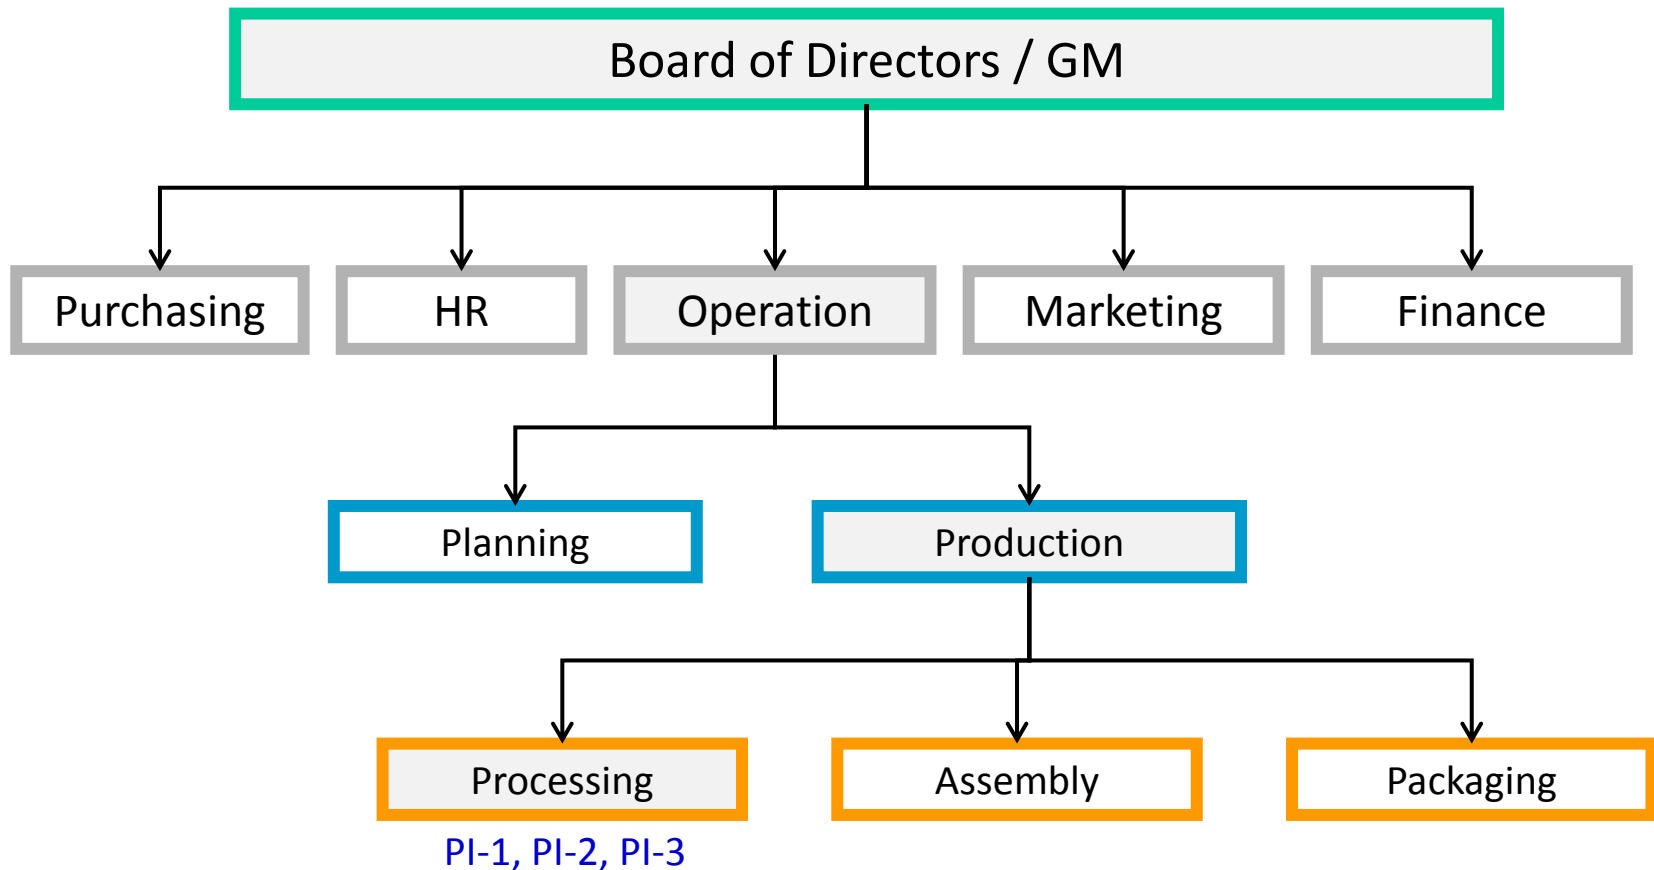 Board of Directors / GM
Purchasing
HR
Operation
Marketing
Finance
Planning
Production
Processing
Assembly
Packaging
PI-1, PI-2, PI-3